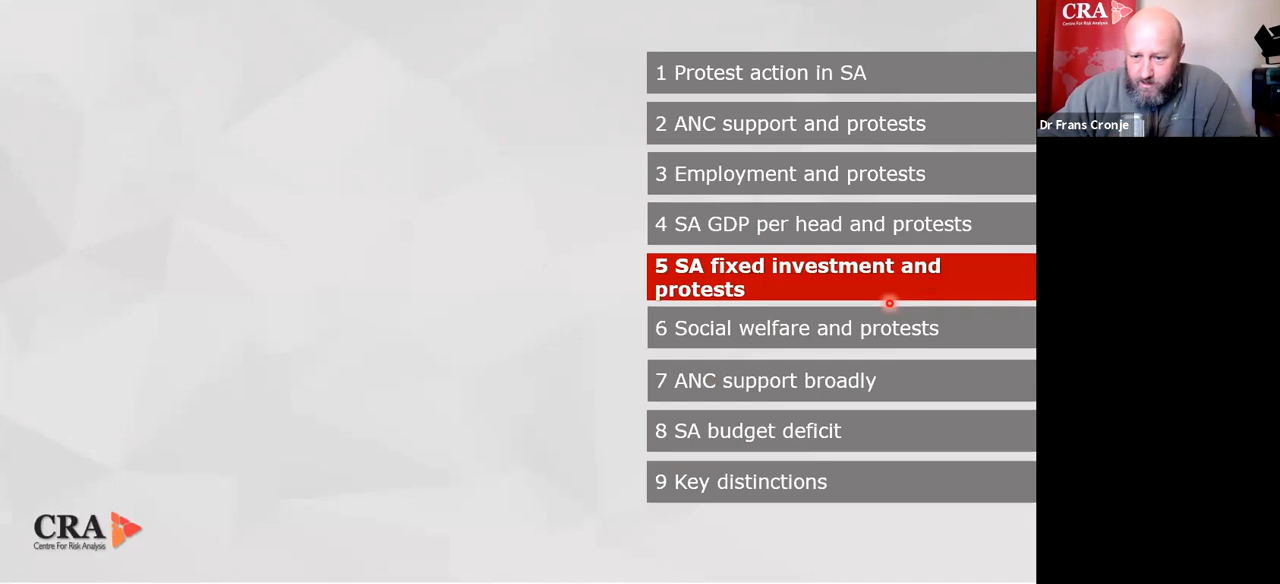 1 Protest action in SA
2 ANC support and protests
3 Employment and protests
4 SA GDP per head and protests
5 SA fixed investment and
protests
6 Social welfare and protests
7 ANC support broadly
8 SA budget deficit
9 Key distinctions
CRA
Centre For Risk Analysis
CRA
Centre For Risk Analysis
Dr Frans Cronje